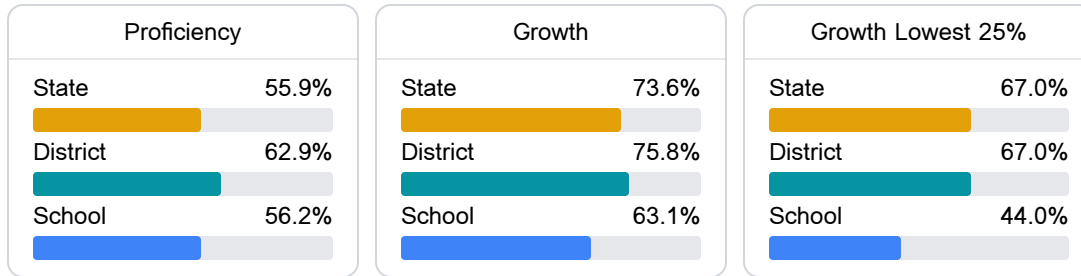 Proficiency
State 55.9%
District 62.9%
School 56.2%
Growth
State 73.6%
District 75.8%
School 63.1%
Growth Lowest 25%
State 67.0%
District 67.0%
School 44.0%